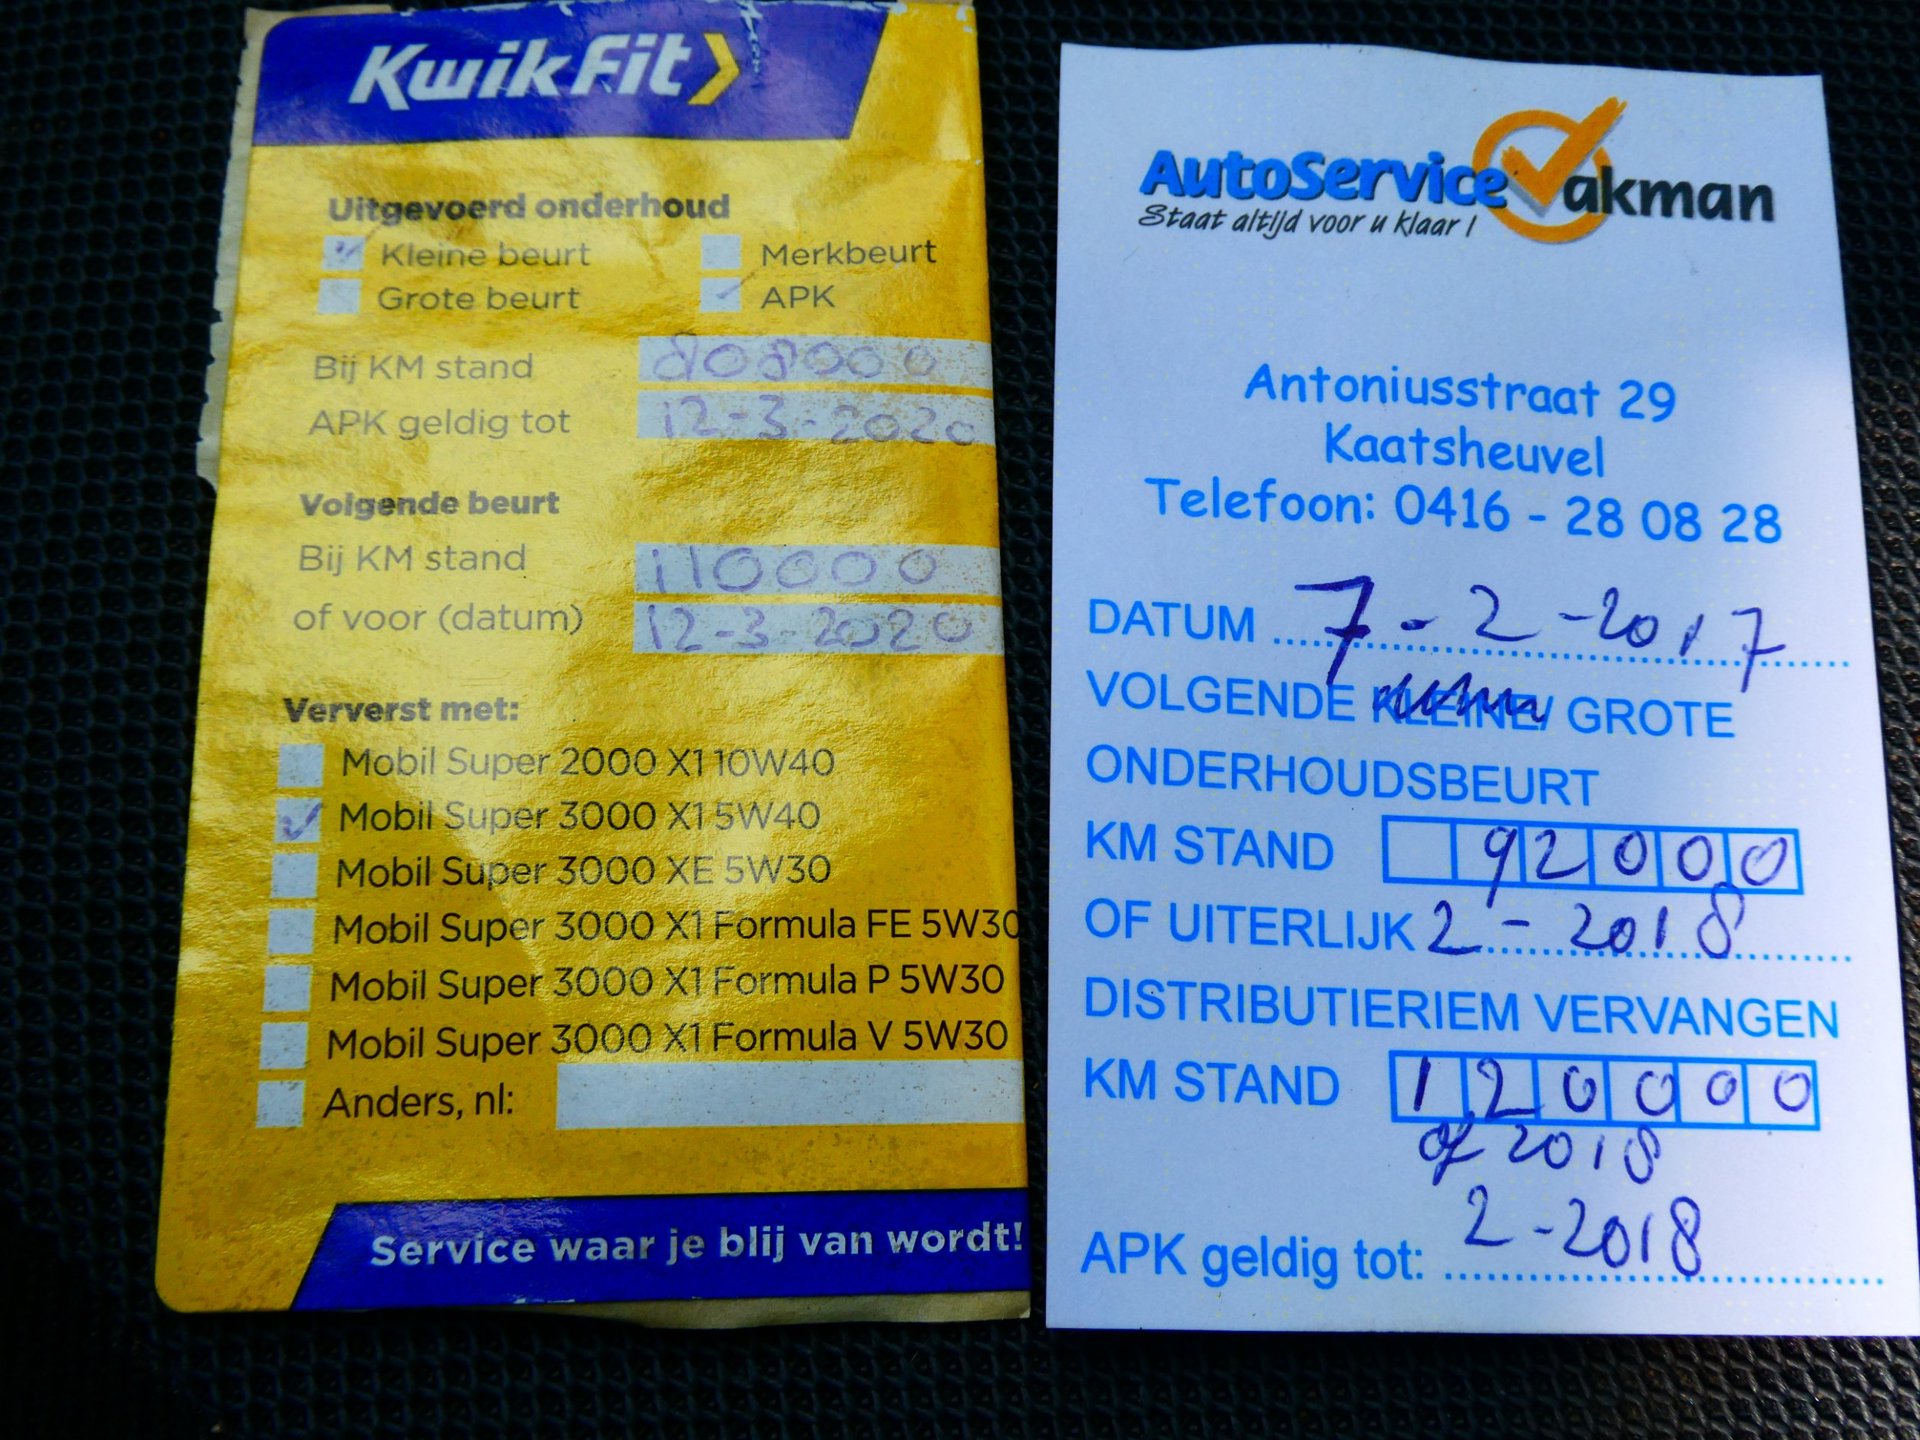 KwikFit
Uitgevoerd onderhoud
Kleine beurt
Merkbeurt
Grote beurt
APK
Bij KM stand
APK geldig tot 12-3-2020
Volgende beurt
Bij KM stand 110000
of voor (datum) 12-3-2020
Ververst met:
Mobil Super 2000 X1 10W40
Mobil Super 3000 X1 5W40
Mobil Super 3000 XE 5W30
Mobil Super 3000 X1 Formula FE 5W30
Mobil Super 3000 X1 Formula P 5W30
Mobil Super 3000 X1 Formula V 5W30
Anders, nl:
Service waar je blij van wordt!
AutoService Vakman
Staat altijd voor u klaar !
Antoniusstraat 29
Kaatsheuvel
Telefoon: 0416 - 28 08 28
DATUM 7-2-2017
VOLGENDE KLEINE/ GROTE
ONDERHOUDSBEURT
KM STAND 92000
OF UITERLIJK 2-2018
DISTRIBUTIERIEM VERVANGEN
KM STAND 120000
of 2018
APK geldig tot: 2-2018